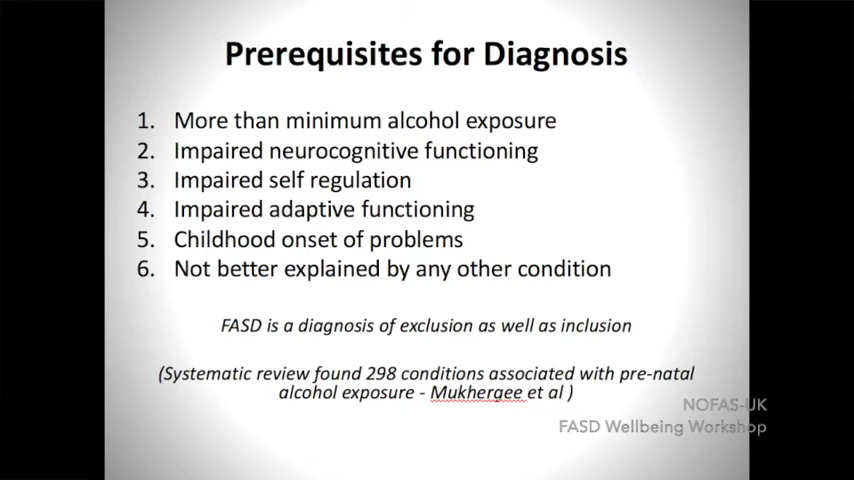 Prerequisites for Diagnosis
1. More than minimum alcohol exposure
2. Impaired neurocognitive functioning
3. Impaired self regulation
4. Impaired adaptive functioning
5. Childhood onset of problems
6. Not better explained by any other condition
FASD is a diagnosis of exclusion as well as inclusion
(Systematic review found 298 conditions associated with pre-natal
alcohol exposure - Mukhergee et al )
NOFAS-UK
FASD Wellbeing Workshop